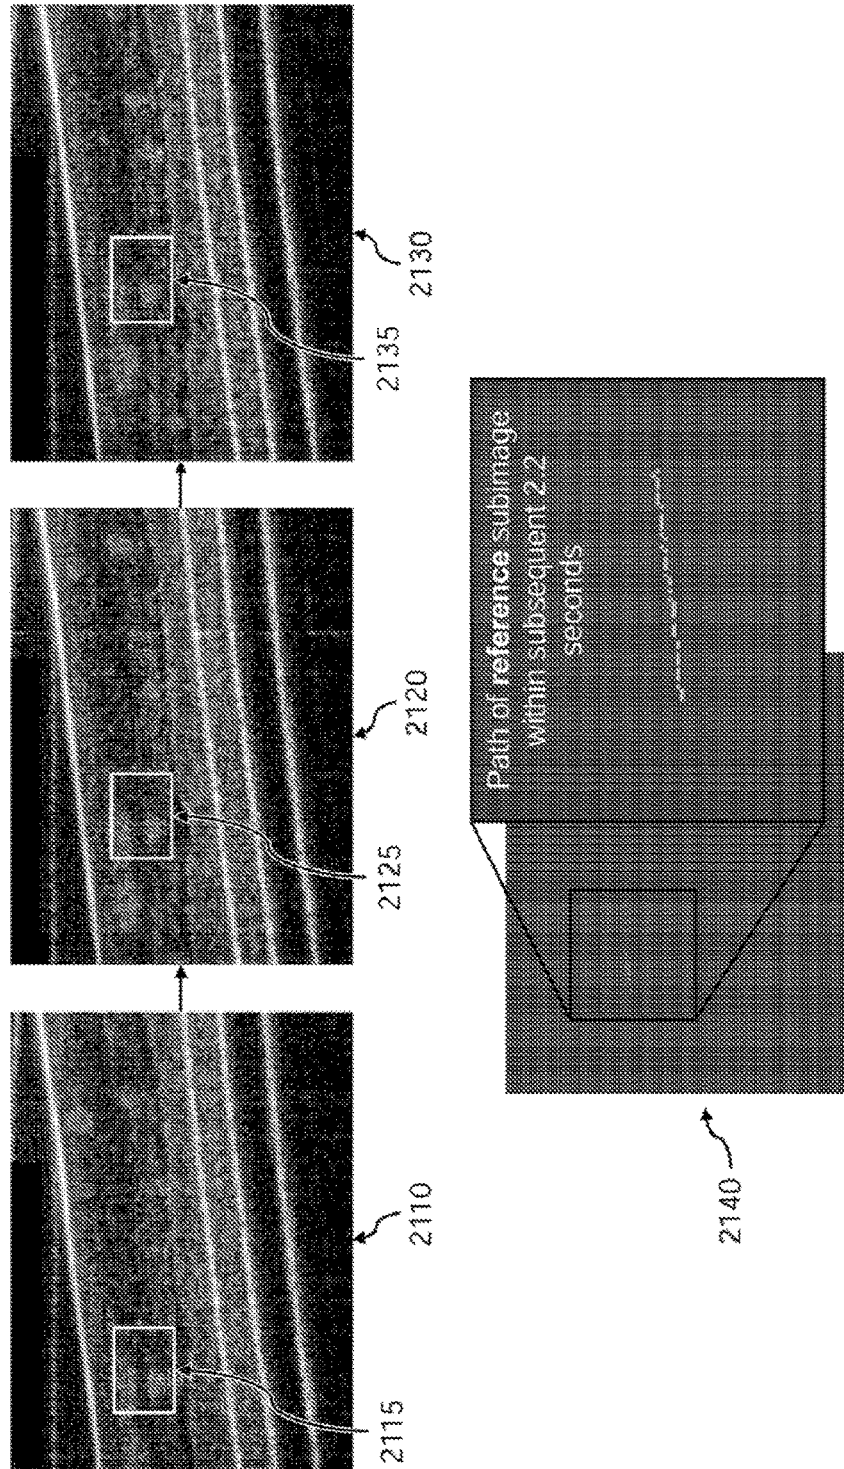 2110
2115
2120
2125
2130
2135
2140
Path of reference subimage
within subsequent 2.2
seconds